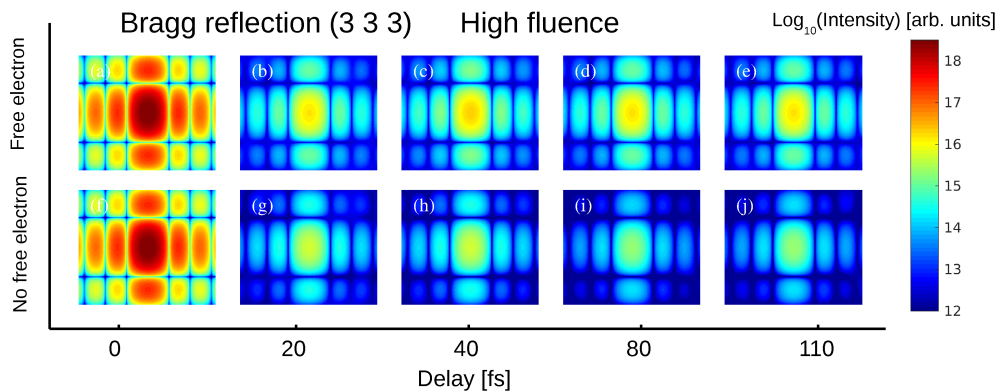 Bragg reflection (3 3 3) High fluence
Log10(Intensity) [arb. units]
Free electron
(a) (b) (c) (d) (e)
No free electron
(f) (g) (h) (i) (j)
18
17
16
15
14
13
12
0 20 40 80 110
Delay [fs]